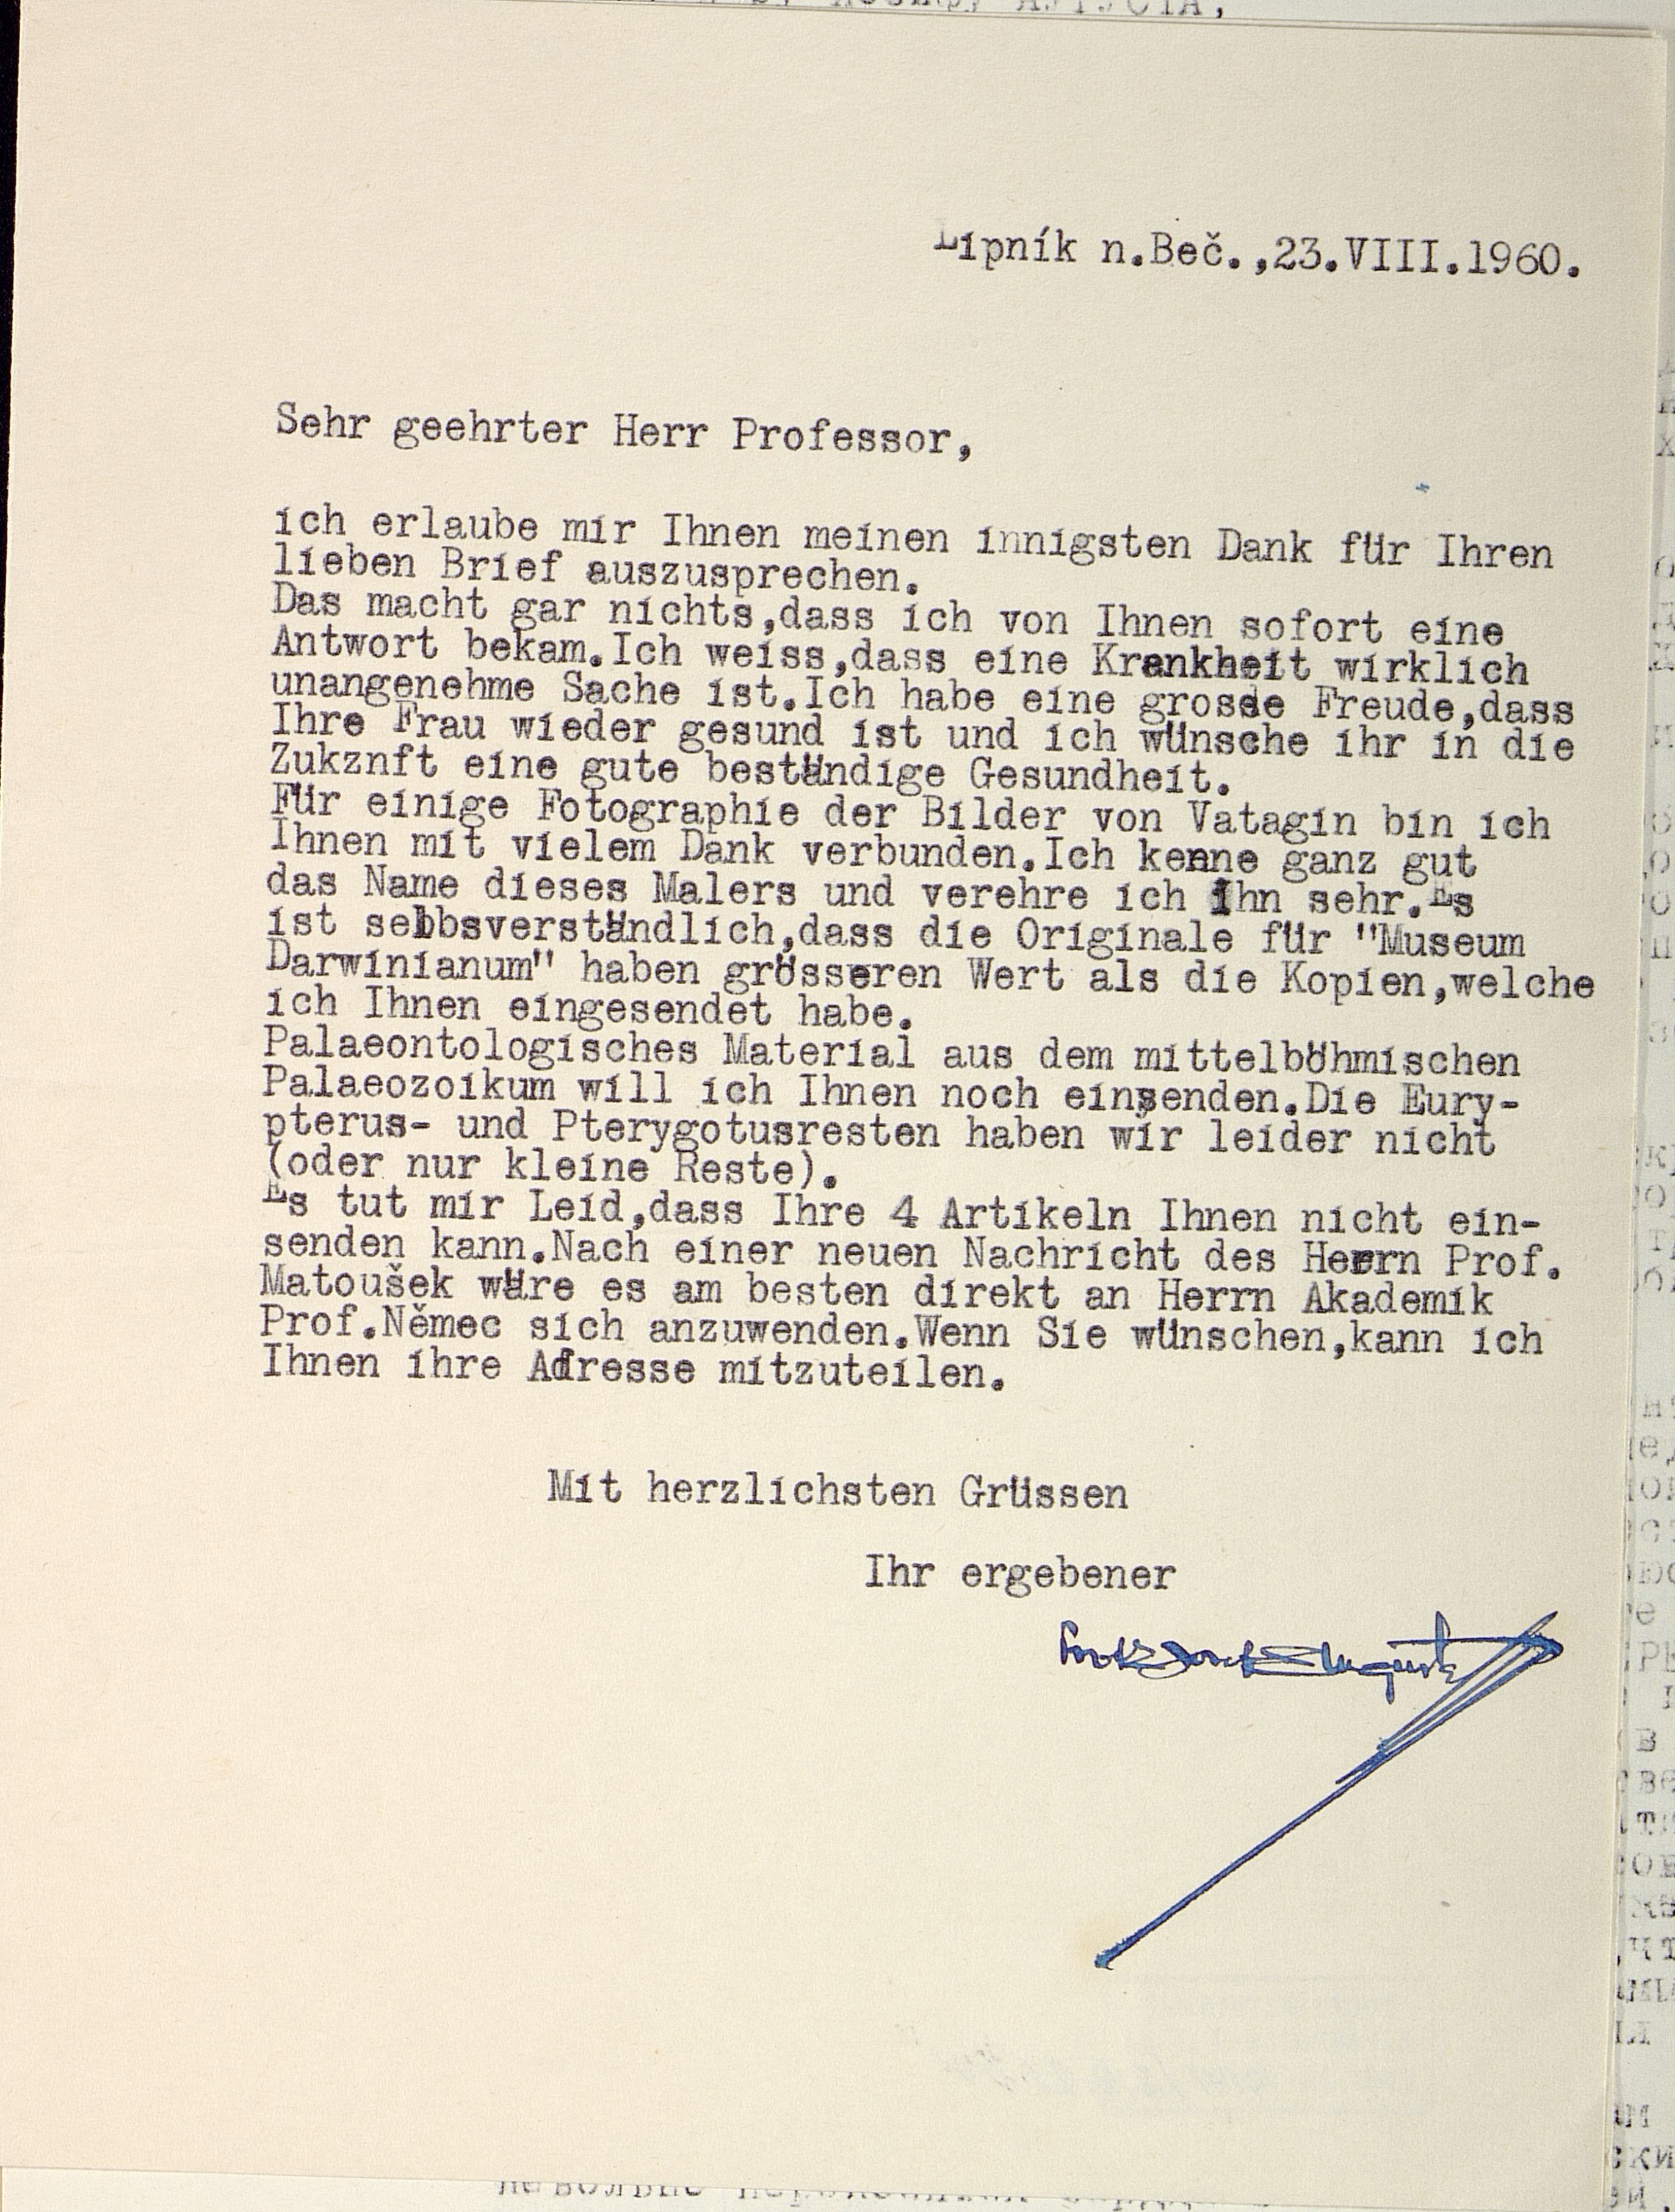 Lipník n.Beč.,23.VIII.1960.
Sehr geehrter Herr Professor,
ich erlaube mir Ihnen meinen innigsten Dank für Ihren
lieben Brief auszusprechen.
Das macht gar nichts,dass ich von Ihnen sofort eine
Antwort bekam.Ich weiss,dass eine Krankheit wirklich
unangenehme Sache ist.Ich habe eine grosse Freude,dass
Ihre Frau wieder gesund ist und ich wünsche ihr in die
Zukznft eine gute beständige Gesundheit.
Für einige Fotographie der Bilder von Vatagin bin ich
Ihnen mit vielem Dank verbunden.Ich kenne ganz gut
das Name dieses Malers und verehre ich Ihn sehr.Es
ist selbbsverständlich,dass die Originale für "Museum
Darwinianum" haben grösseren Wert als die Kopien,welche
ich Ihnen eingesendet habe.
Palaeontologisches Material aus dem mittelböhmischen
Palaeozoikum will ich Ihnen noch einsenden.Die Eury-
pterus- und Pterygotusresten haben wir leider nicht
(oder nur kleine Reste).
Es tut mir Leid,dass Ihre 4 Artikeln Ihnen nicht ein-
senden kann.Nach einer neuen Nachricht des Herrn Prof.
Matoušek wäre es am besten direkt an Herrn Akademik
Prof.Němec sich anzuwenden.Wenn Sie wünschen,kann ich
Ihnen ihre Adresse mitzuteilen.
Mit herzlichsten Grüssen
Ihr ergebener